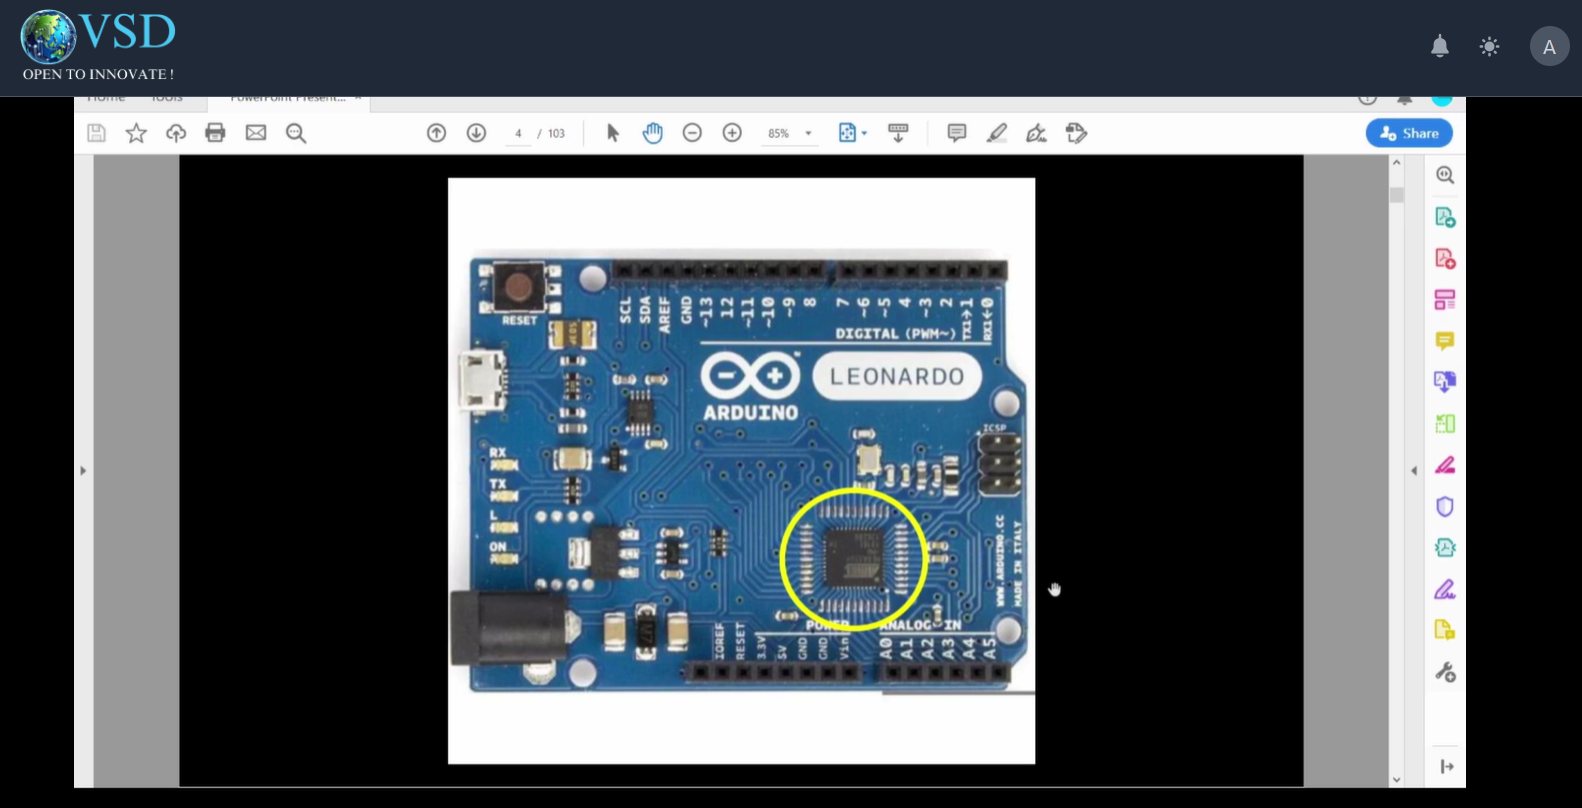 VSD
OPEN TO INNOVATE !
A
Home Tools PowerPoint Present... ×
4 / 103 85% Share
RESET
SCL SDA AREF GND ~13 12 ~11 ~10 ~9 8 7 ~6 ~5 4 ~3 2 TX1→1 RX1←0
DIGITAL (PWM~)
LEONARDO
ARDUINO
ICSP
RX
TX
L
ON
WWW.ARDUINO.CC
MADE IN ITALY
POWER ANALOG IN
IOREF RESET 3.3V 5V GND GND Vin A0 A1 A2 A3 A4 A5